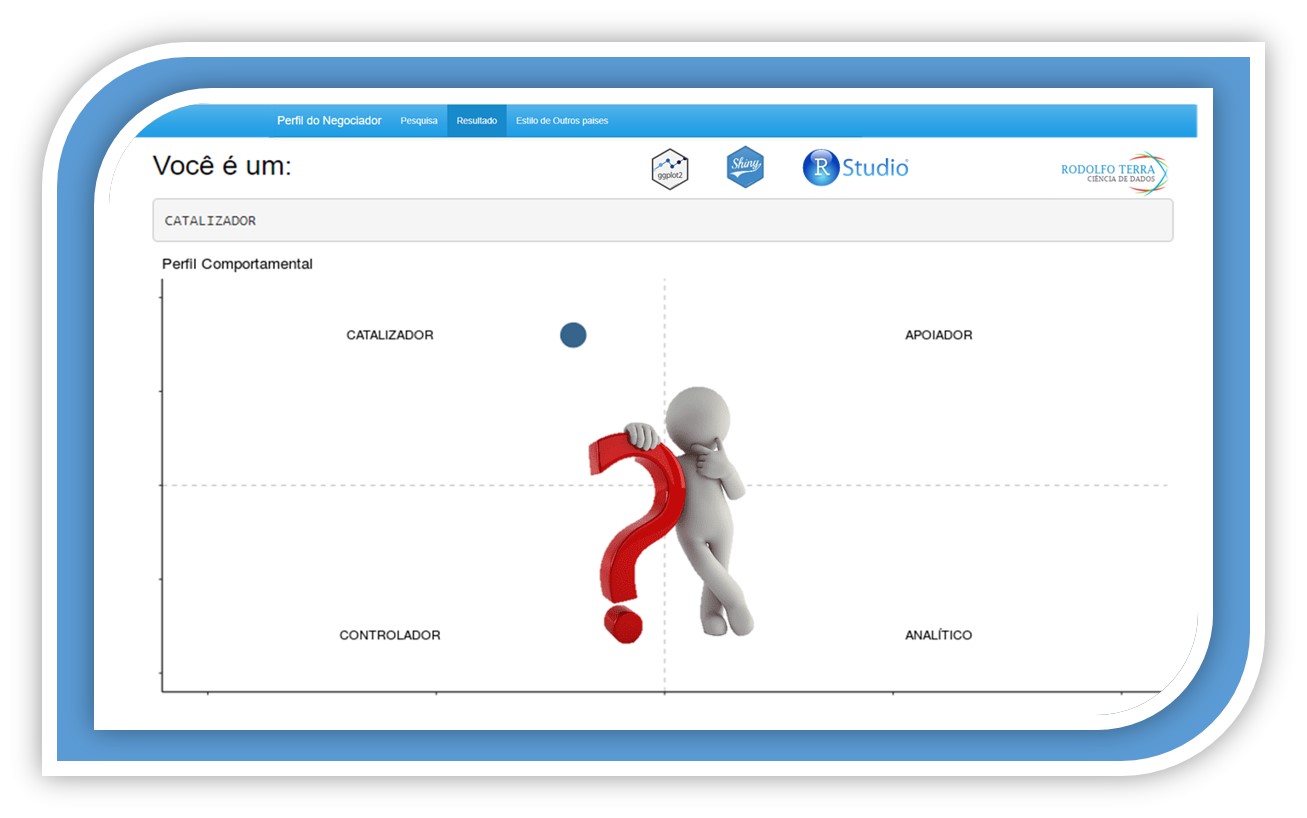 Perfil do Negociador Pesquisa Resultado Estilo de Outros países
Você é um:
ggplot2
Shiny
R Studio®
RODOLFO TERRA
CIÊNCIA DE DADOS
CATALIZADOR
Perfil Comportamental
CATALIZADOR APOIADOR
?
CONTROLADOR ANALÍTICO